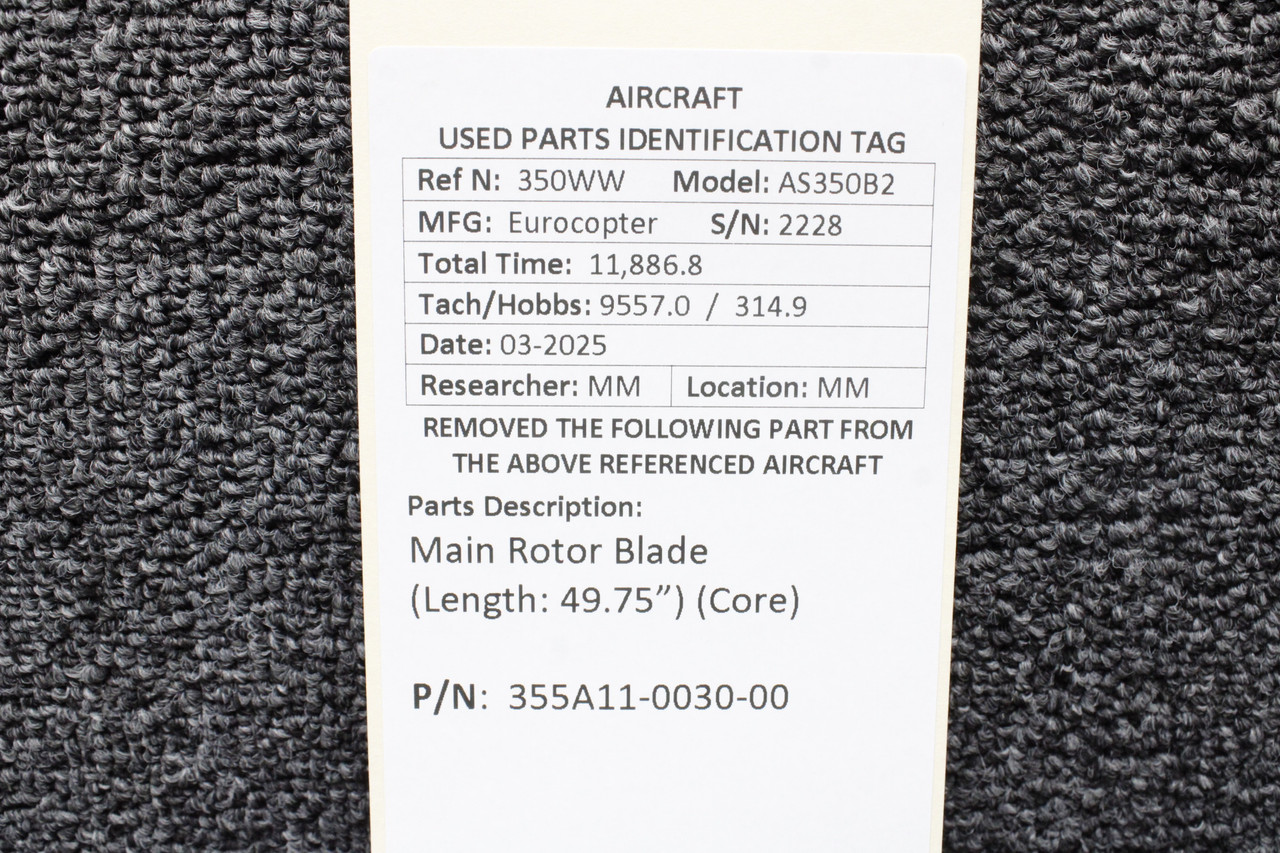 AIRCRAFT
USED PARTS IDENTIFICATION TAG
Ref N: 350WW Model: AS350B2
MFG: Eurocopter S/N: 2228
Total Time: 11,886.8
Tach/Hobbs: 9557.0 / 314.9
Date: 03-2025
Researcher: MM Location: MM
REMOVED THE FOLLOWING PART FROM
THE ABOVE REFERENCED AIRCRAFT
Parts Description:
Main Rotor Blade
(Length: 49.75”) (Core)
P/N: 355A11-0030-00